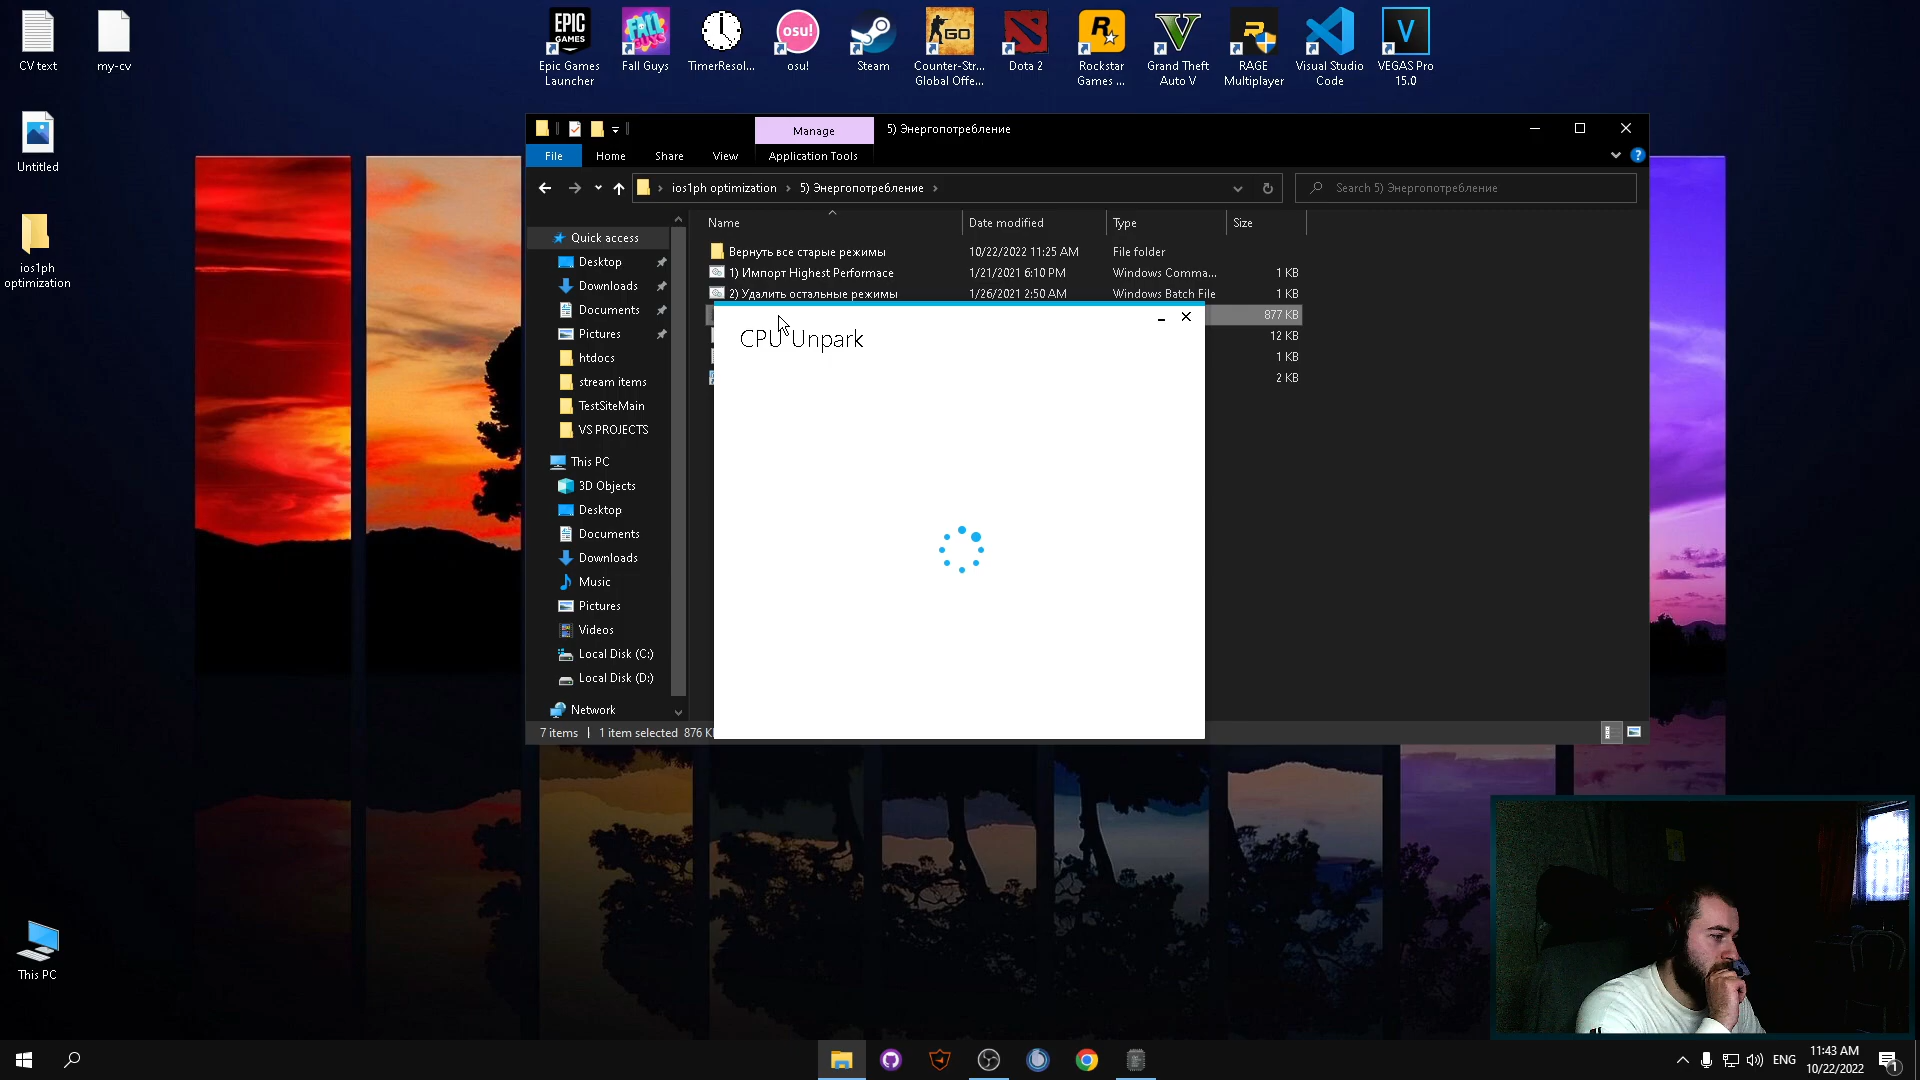 CV text
my-cv
Untitled
ios1ph
optimization
This PC
EPIC
GAMES
Epic Games
Launcher
FALL
GUYS
Fall Guys
TimerResol...
osu!
osu!
Steam
GO
Counter-Str...
Global Offe...
Dota 2
R
Rockstar
Games ...
V
Grand Theft
Auto V
R
RAGE
Multiplayer
Visual Studio
Code
V
VEGAS Pro
15.0
Manage
5) Энергопотребление
File
Home
Share
View
Application Tools
ios1ph optimization
5) Энергопотребление
Search 5) Энергопотребление
Name
Date modified
Type
Size
Quick access
Desktop
Downloads
Documents
Pictures
htdocs
stream items
TestSiteMain
VS PROJECTS
This PC
3D Objects
Desktop
Documents
Downloads
Music
Pictures
Videos
Local Disk (C:)
Local Disk (D:)
Network
Вернуть все старые режимы 10/22/2022 11:25 AM File folder
1) Импорт Highest Performace 1/21/2021 6:10 PM Windows Comma... 1 KB
2) Удалить остальные режимы 1/26/2021 2:50 AM Windows Batch File 1 KB
877 KB
12 KB
1 KB
2 KB
CPU Unpark
7 items 1 item selected 876 K
ENG
11:43 AM
10/22/2022
1